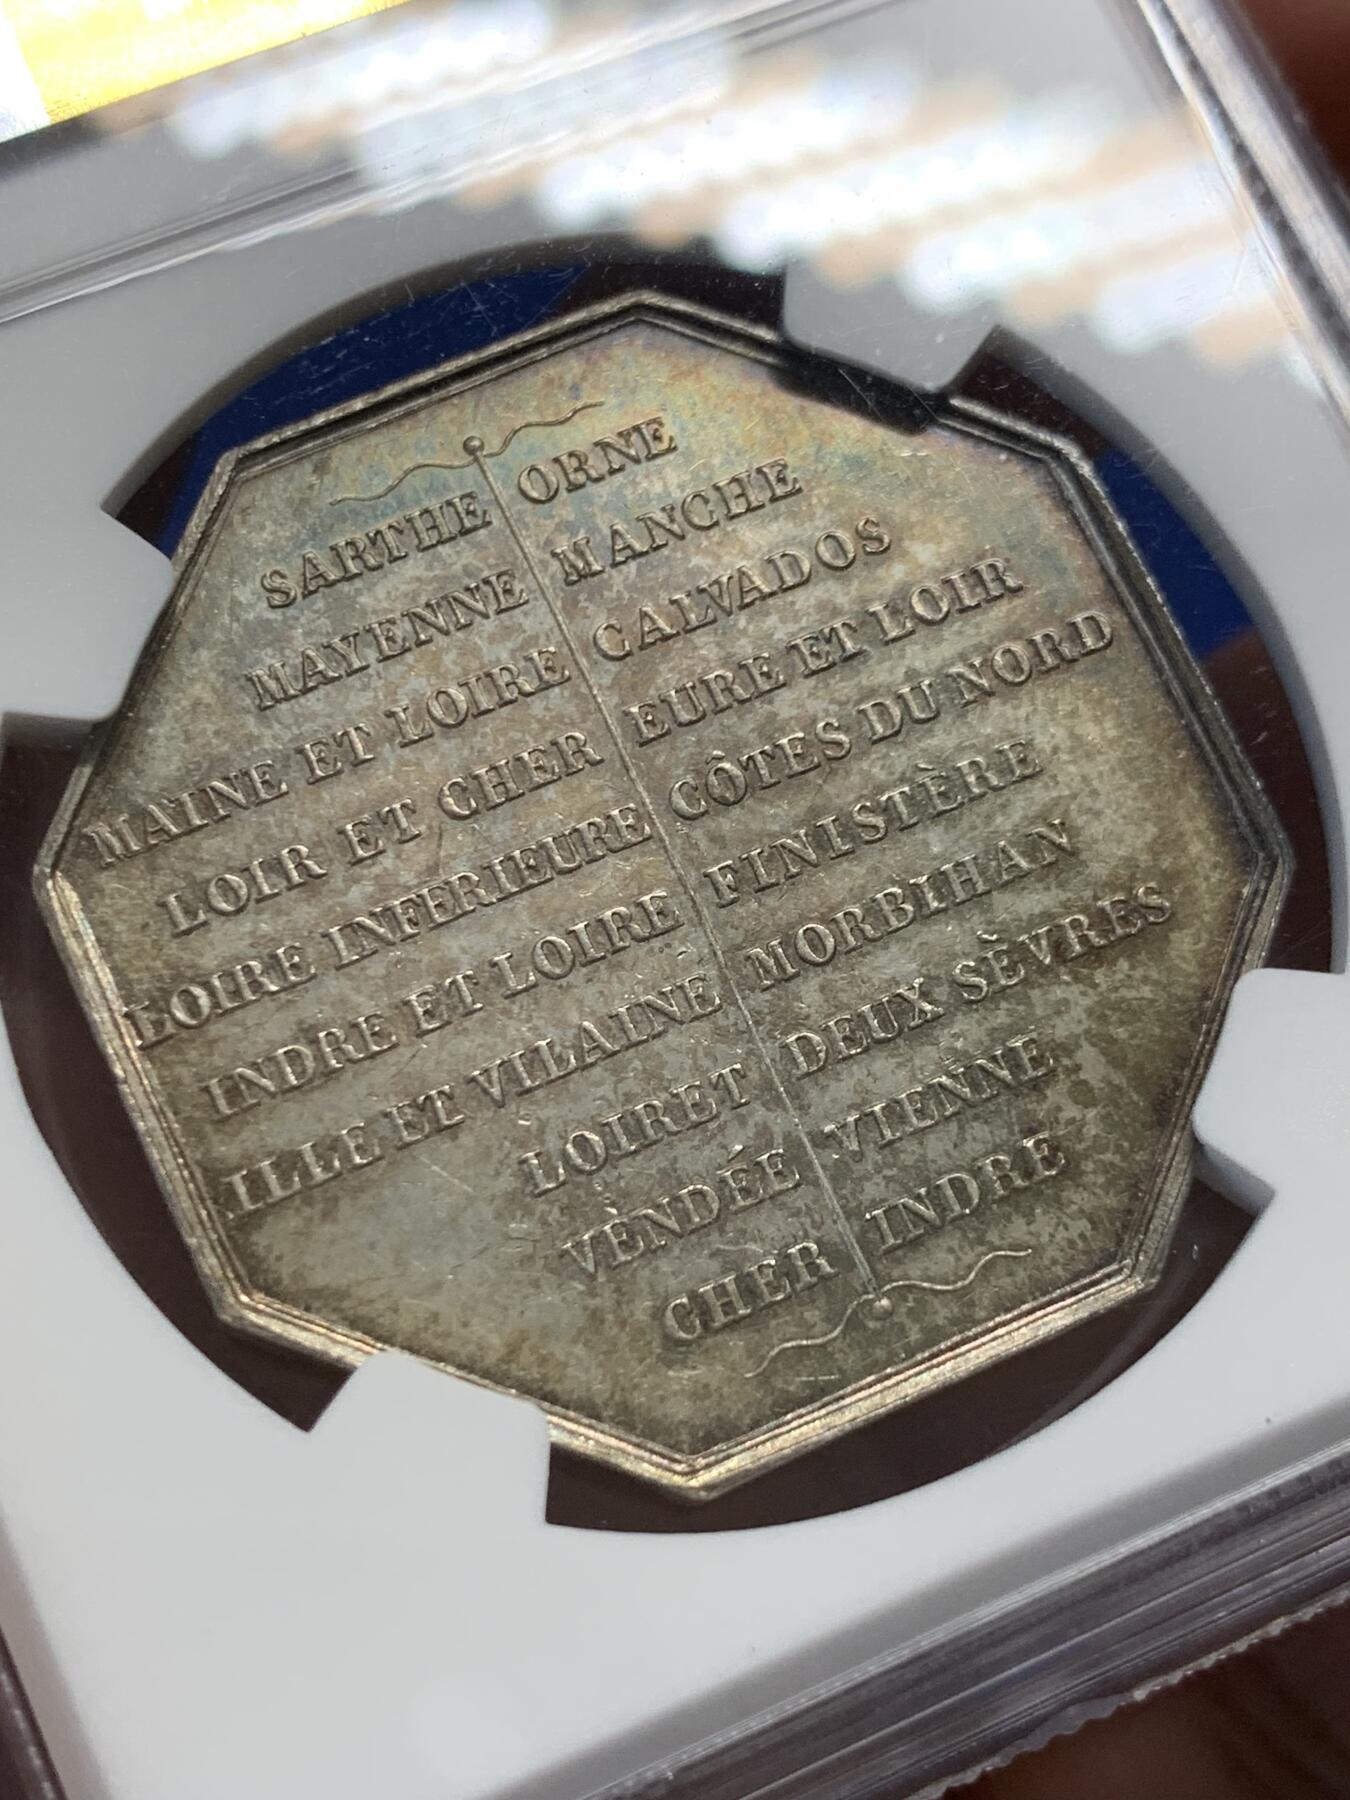 SARTHE ORNE
MAYENNE MANCHE
MAINE ET LOIRE CALVADOS
LOIR ET CHER EURE ET LOIR
LOIRE INFERIEURE CÔTES DU NORD
INDRE ET LOIRE FINISTÈRE
ILLE ET VILAINE MORBIHAN
LOIRET DEUX SÈVRES
VENDÉE VIENNE
CHER INDRE